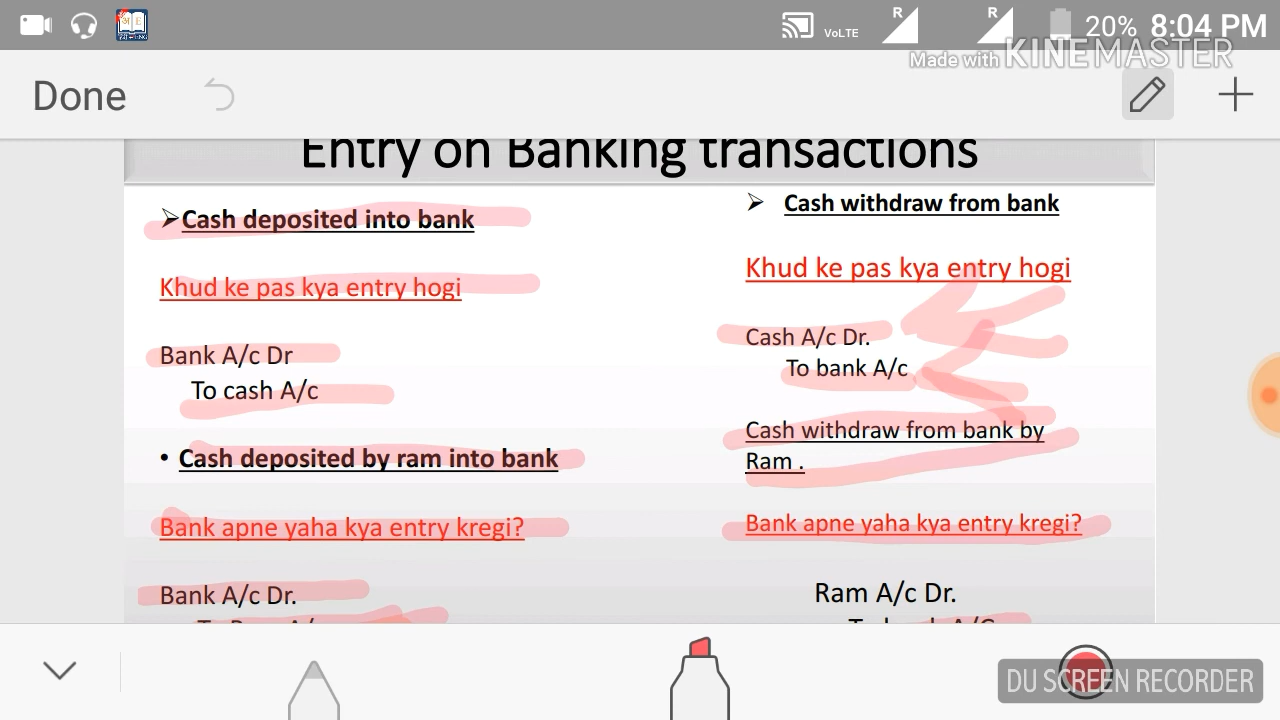 VoLTE
R
R
20% 8:04 PM
Made with KINEMASTER
Done
Entry on Banking transactions
➢Cash deposited into bank
Khud ke pas kya entry hogi
Bank A/c Dr
To cash A/c
• Cash deposited by ram into bank
Bank apne yaha kya entry kregi?
Bank A/c Dr.
➢ Cash withdraw from bank
Khud ke pas kya entry hogi
Cash A/c Dr.
To bank A/c
Cash withdraw from bank by
Ram .
Bank apne yaha kya entry kregi?
Ram A/c Dr.
DU SCREEN RECORDER